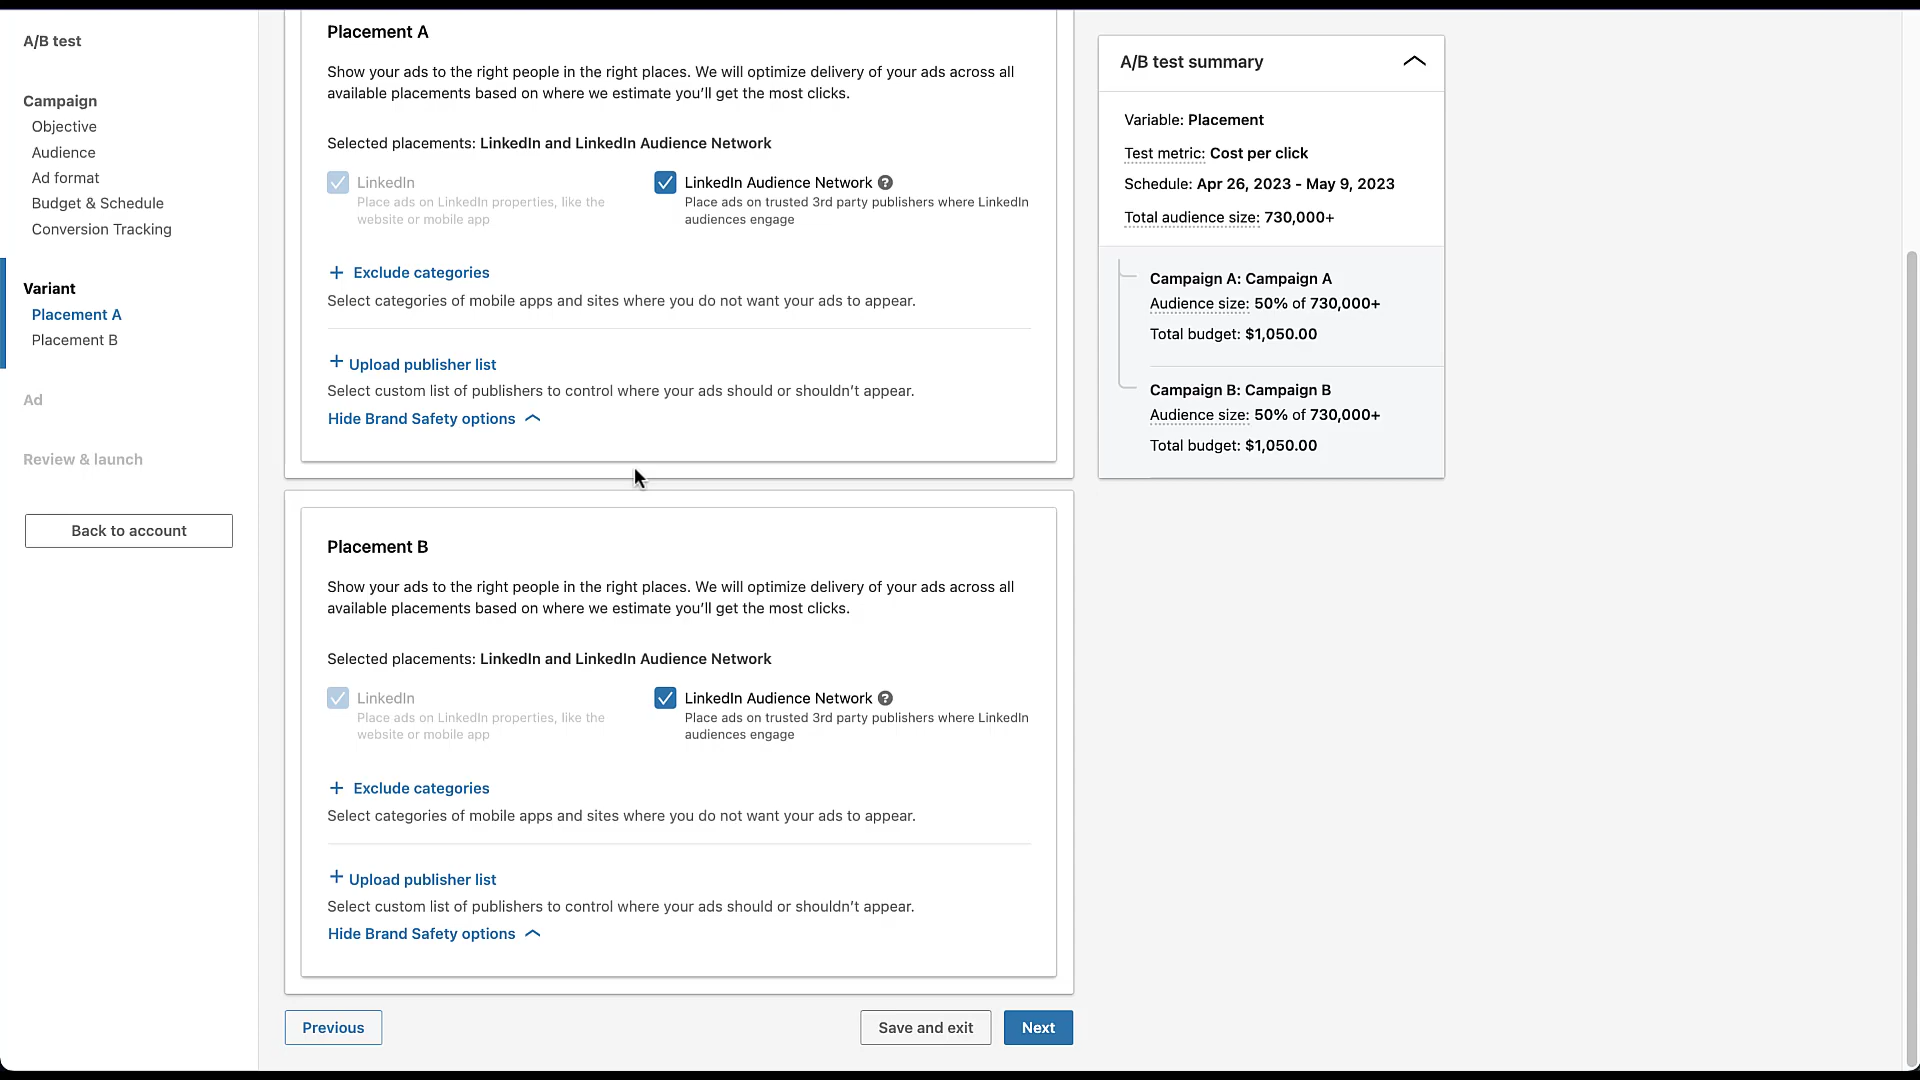 A/B test
Campaign
Objective
Audience
Ad format
Budget & Schedule
Conversion Tracking
Variant
Placement A
Placement B
Ad
Review & launch
Back to account
Placement A
Show your ads to the right people in the right places. We will optimize delivery of your ads across all
available placements based on where we estimate you’ll get the most clicks.
Selected placements: LinkedIn and LinkedIn Audience Network
LinkedIn
Place ads on LinkedIn properties, like the
website or mobile app
LinkedIn Audience Network ?
Place ads on trusted 3rd party publishers where LinkedIn
audiences engage
+ Exclude categories
Select categories of mobile apps and sites where you do not want your ads to appear.
+ Upload publisher list
Select custom list of publishers to control where your ads should or shouldn’t appear.
Hide Brand Safety options
Placement B
Show your ads to the right people in the right places. We will optimize delivery of your ads across all
available placements based on where we estimate you’ll get the most clicks.
Selected placements: LinkedIn and LinkedIn Audience Network
LinkedIn
Place ads on LinkedIn properties, like the
website or mobile app
LinkedIn Audience Network ?
Place ads on trusted 3rd party publishers where LinkedIn
audiences engage
+ Exclude categories
Select categories of mobile apps and sites where you do not want your ads to appear.
+ Upload publisher list
Select custom list of publishers to control where your ads should or shouldn’t appear.
Hide Brand Safety options
Previous
Save and exit
Next
A/B test summary
Variable: Placement
Test metric: Cost per click
Schedule: Apr 26, 2023 - May 9, 2023
Total audience size: 730,000+
Campaign A: Campaign A
Audience size: 50% of 730,000+
Total budget: $1,050.00
Campaign B: Campaign B
Audience size: 50% of 730,000+
Total budget: $1,050.00